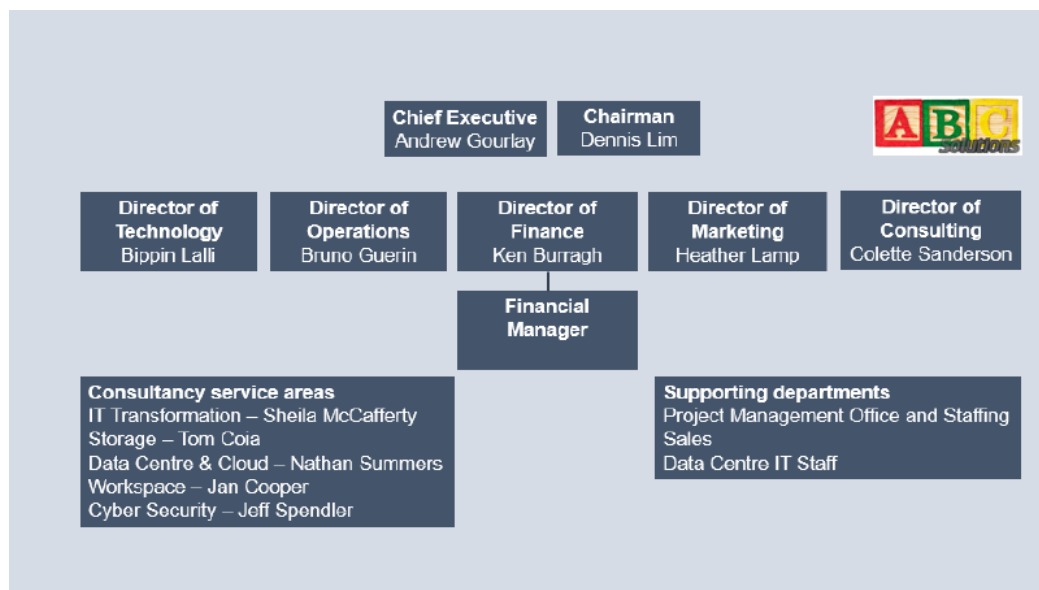 Chief Executive
Andrew Gourlay
Chairman
Dennis Lim
A B C
solutions
Director of
Technology
Bippin Lalli
Director of
Operations
Bruno Guerin
Director of
Finance
Ken Burragh
Director of
Marketing
Heather Lamp
Director of
Consulting
Colette Sanderson
Financial
Manager
Consultancy service areas
IT Transformation – Sheila McCafferty
Storage – Tom Coia
Data Centre & Cloud – Nathan Summers
Workspace – Jan Cooper
Cyber Security – Jeff Spendler
Supporting departments
Project Management Office and Staffing
Sales
Data Centre IT Staff